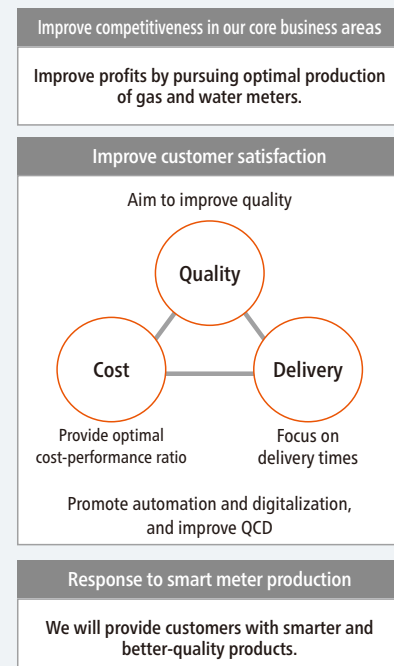 Improve competitiveness in our core business areas
Improve profits by pursuing optimal production
of gas and water meters.
Improve customer satisfaction
Aim to improve quality
Quality
Cost
Delivery
Provide optimal
cost-performance ratio
Focus on
delivery times
Promote automation and digitalization,
and improve QCD
Response to smart meter production
We will provide customers with smarter and
better-quality products.